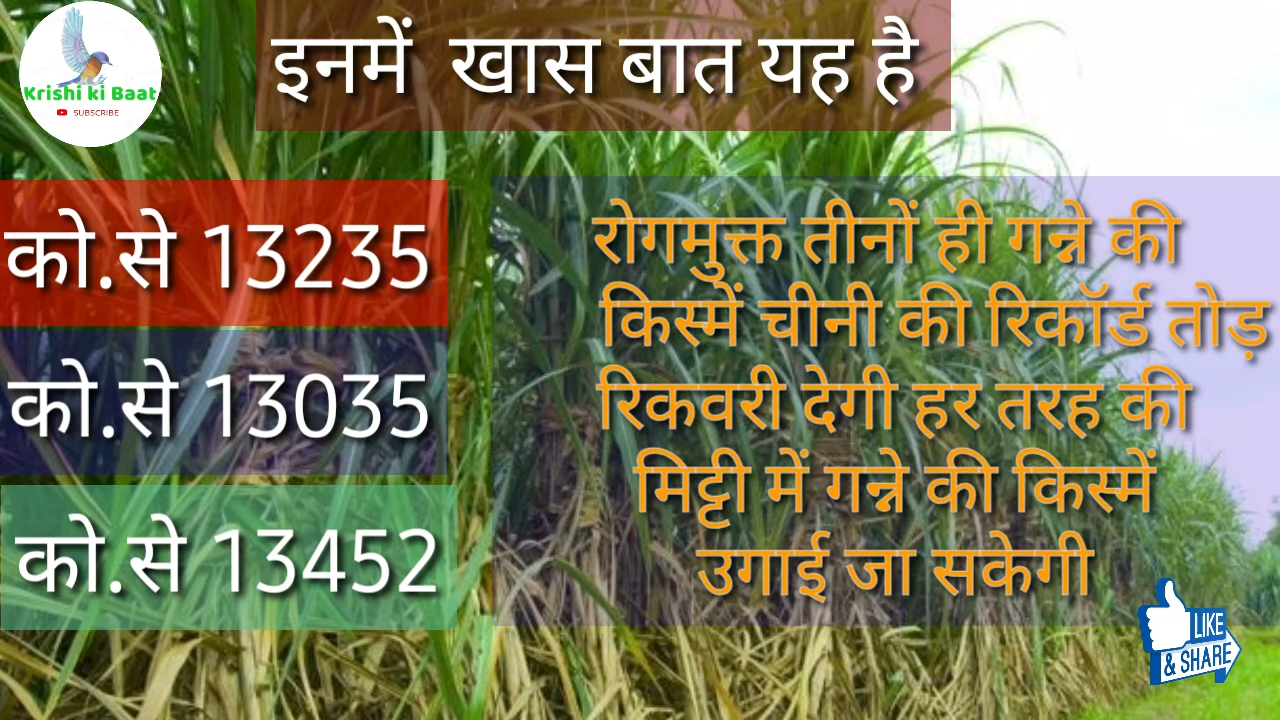 इनमें खास बात यह है
Krishi ki Baat
SUBSCRIBE
को.से 13235
को.से 13035
को.से 13452
रोगमुक्त तीनों ही गन्ने की
किस्में चीनी की रिकॉर्ड तोड़
रिकवरी देगी हर तरह की
मिट्टी में गन्ने की किस्में
उगाई जा सकेगी
LIKE
& SHARE